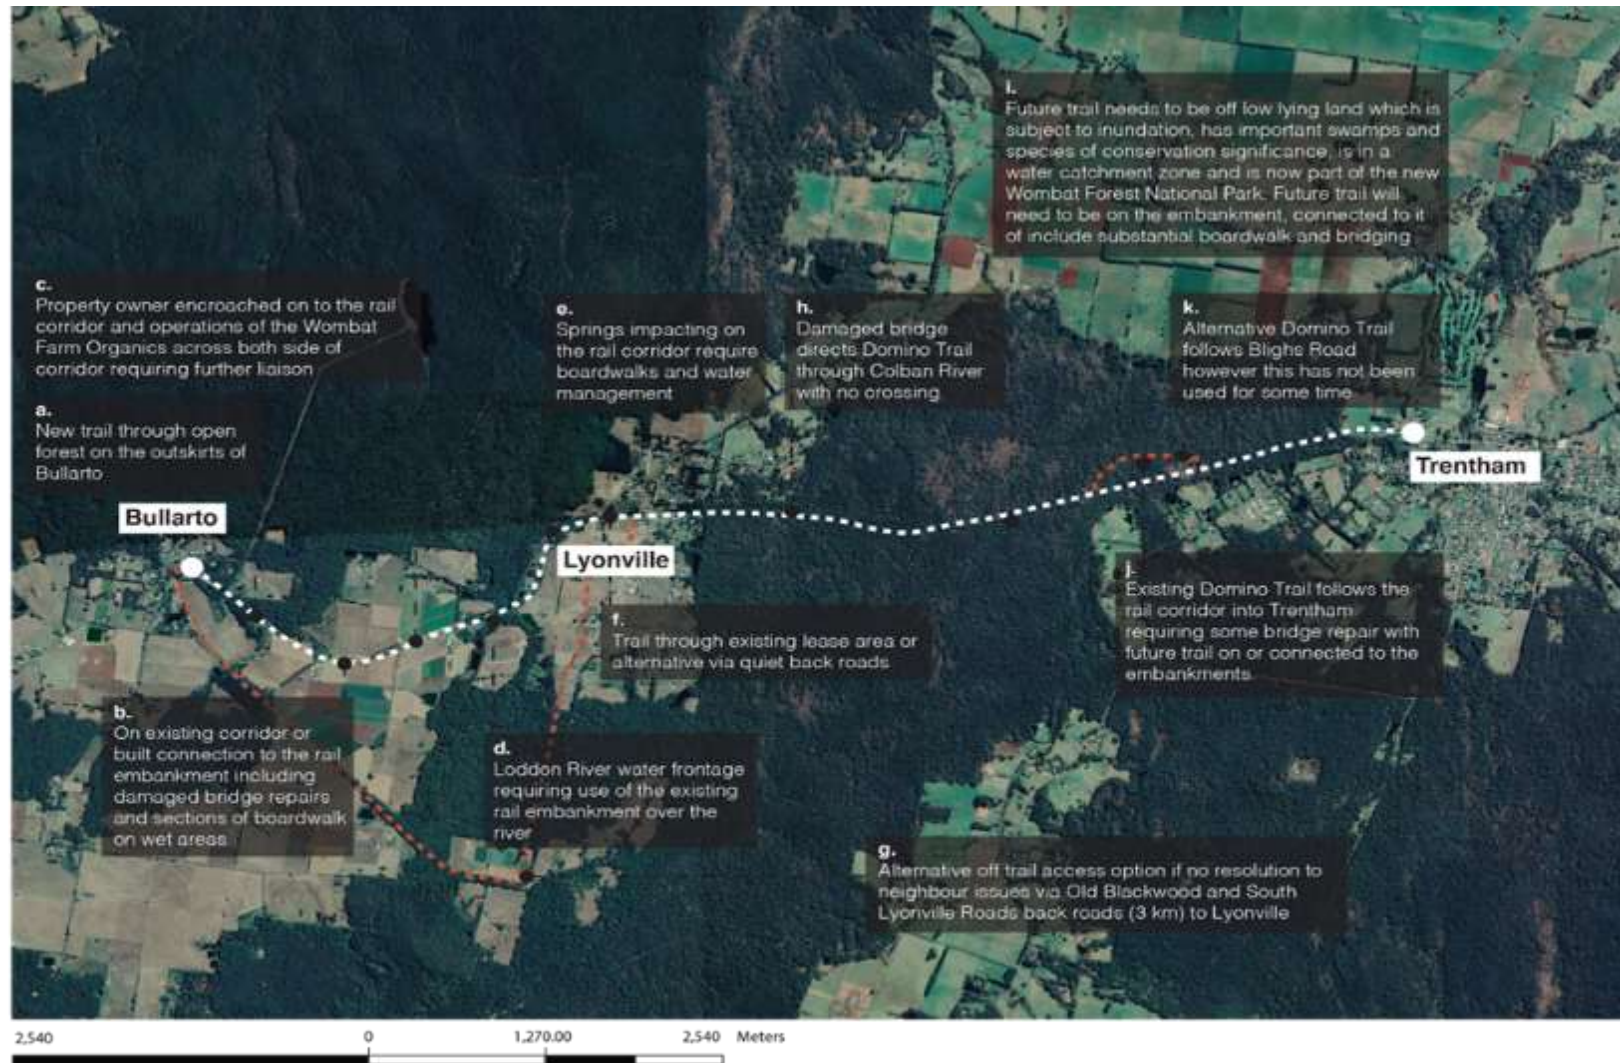 i.
Future trail needs to be off low lying land which is
subject to inundation, has important swamps and
species of conservation significance, is in a
water catchment zone and is now part of the new
Wombat Forest National Park. Future trail will
need to be on the embankment, connected to it
of include substantial boardwalk and bridging
c.
Property owner encroached on to the rail
corridor and operations of the Wombat
Farm Organics across both side of
corridor requiring further liaison
e.
Springs impacting on
the rail corridor require
boardwalks and water
management
h.
Damaged bridge
directs Domino Trail
through Colban River
with no crossing
k.
Alternative Domino Trail
follows Blighs Road
however this has not been
used for some time
a.
New trail through open
forest on the outskirts of
Bullarto
Trentham
Bullarto
Lyonville
j.
Existing Domino Trail follows the
rail corridor into Trentham
requiring some bridge repair with
future trail on or connected to the
embankments
f.
Trail through existing lease area or
alternative via quiet back roads
b.
On existing corridor or
built connection to the rail
embankment including
damaged bridge repairs
and sections of boardwalk
on wet areas
d.
Loddon River water frontage
requiring use of the existing
rail embankment over the
river
g.
Alternative off trail access option if no resolution to
neighbour issues via Old Blackwood and South
Lyonville Roads back roads (3 km) to Lyonville
2,540 0 1,270.00 2,540 Meters